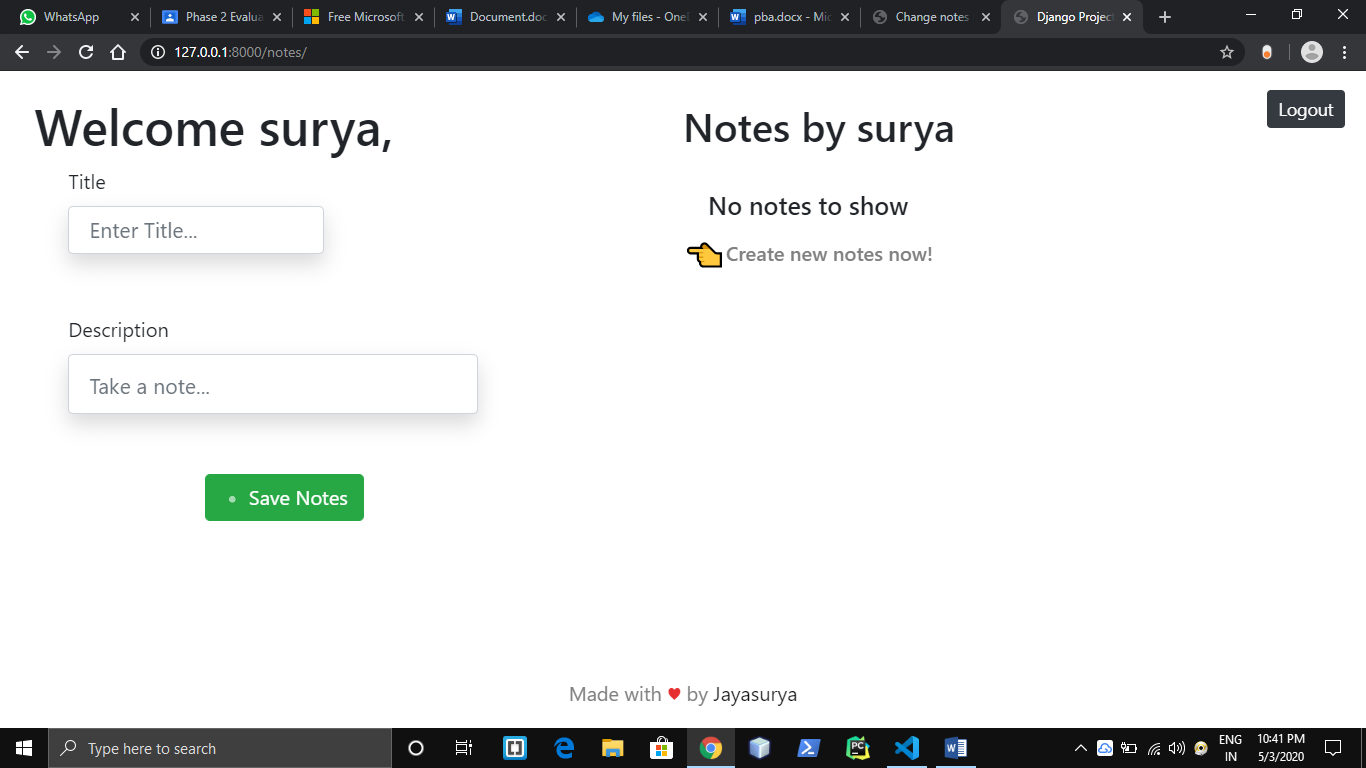 WhatsApp
Phase 2 Evalua
Free Microsoft
Document.doc
My files - One
pba.docx - Mic
Change notes
Django Project
127.0.0.1:8000/notes/
Logout
Welcome surya,
Notes by surya
Title
Enter Title...
No notes to show
Create new notes now!
Description
Take a note...
Save Notes
Made with ♥ by Jayasurya
Type here to search
ENG
IN
10:41 PM
5/3/2020